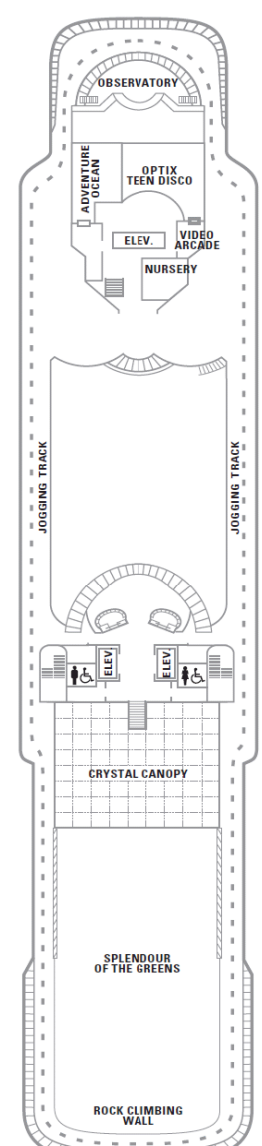 OBSERVATORY
ADVENTURE
OCEAN
OPTIX
TEEN DISCO
ELEV.
VIDEO
ARCADE
NURSERY
JOGGING TRACK
JOGGING TRACK
ELEV.
ELEV.
CRYSTAL CANOPY
SPLENDOUR
OF THE GREENS
ROCK CLIMBING
WALL